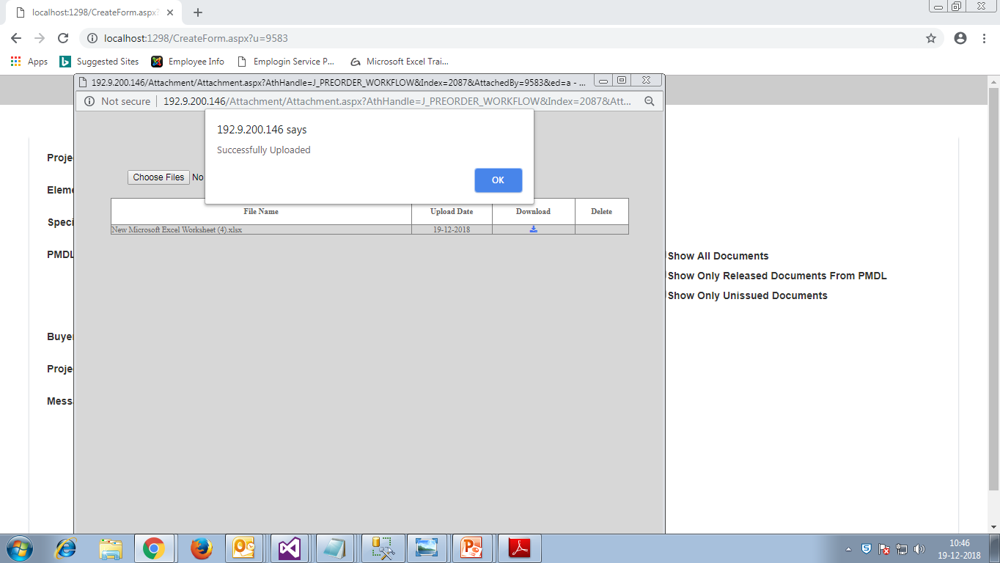 localhost:1298/CreateForm.aspx?
localhost:1298/CreateForm.aspx?u=9583
Apps Suggested Sites Employee Info Emplogin Service P... Microsoft Excel Trai...
192.9.200.146/Attachment/Attachment.aspx?AthHandle=J_PREORDER_WORKFLOW&Index=2087&AttachedBy=9583&ed=a - ...
Not secure 192.9.200.146/Attachment/Attachment.aspx?AthHandle=J_PREORDER_WORKFLOW&Index=2087&Att...
192.9.200.146 says
Successfully Uploaded
OK
Choose Files No
File Name Upload Date Download Delete
New Microsoft Excel Worksheet (4).xlsx 19-12-2018
Proje
Eleme
Speci
PMDL
Show All Documents
Show Only Released Documents From PMDL
Show Only Unissued Documents
Buyer
Proje
Messa
10:46
19-12-2018